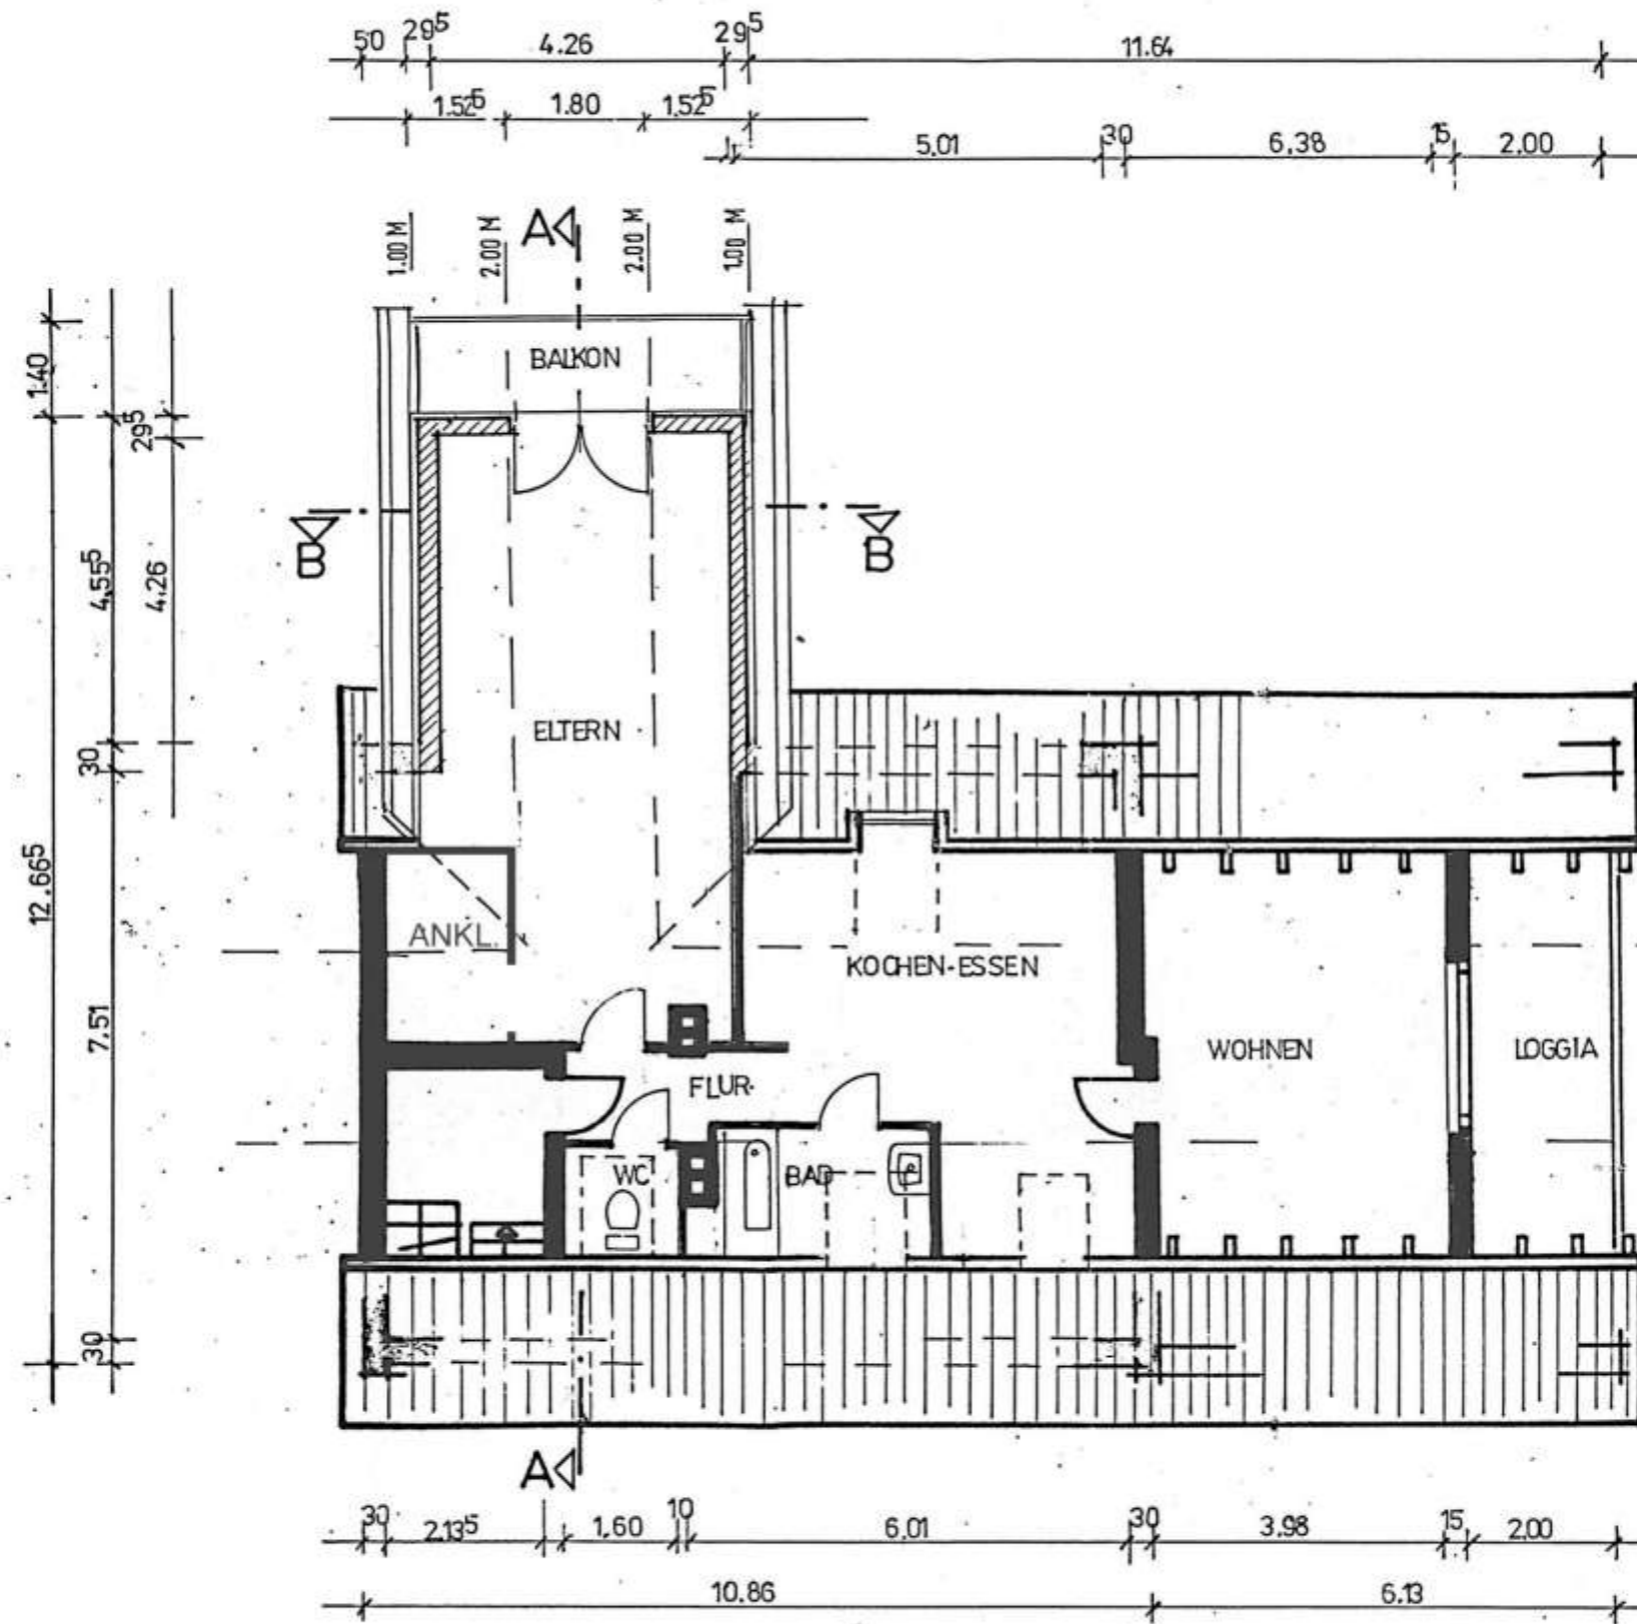 50 29⁵ 4.26 29⁵ 11.64
1.52⁵ 1.80 1.52⁵
5.01 30 6.38 15 2.00
1.00 M 2.00 M 2.00 M 1.00 M
A
BALKON
1.40
29⁵
B B
4.55⁵ 4.26
ELTERN
30
12.66⁵
ANKL.
KOCHEN-ESSEN
7.51
WOHNEN LOGGIA
FLUR
WC BAD
30
A
30 2.13⁵ 1.60 10 6.01 30 3.98 15 2.00
10.86 6.13